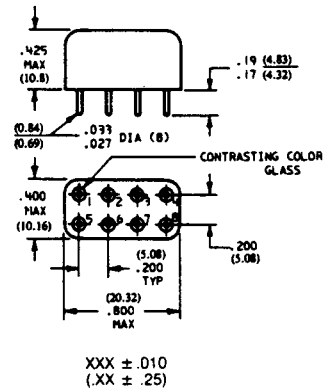 .425
MAX
(10.8)
.19 (4.83)
.17 (4.32)
(0.84)
(0.69)
.033
.027
DIA (8)
CONTRASTING COLOR
GLASS
.400
MAX
(10.16)
1 2 3 4
5 6 7 8
.200
(5.08)
(5.08)
.200
TYP
(20.32)
.800
MAX
XXX ± .010
(.XX ± .25)